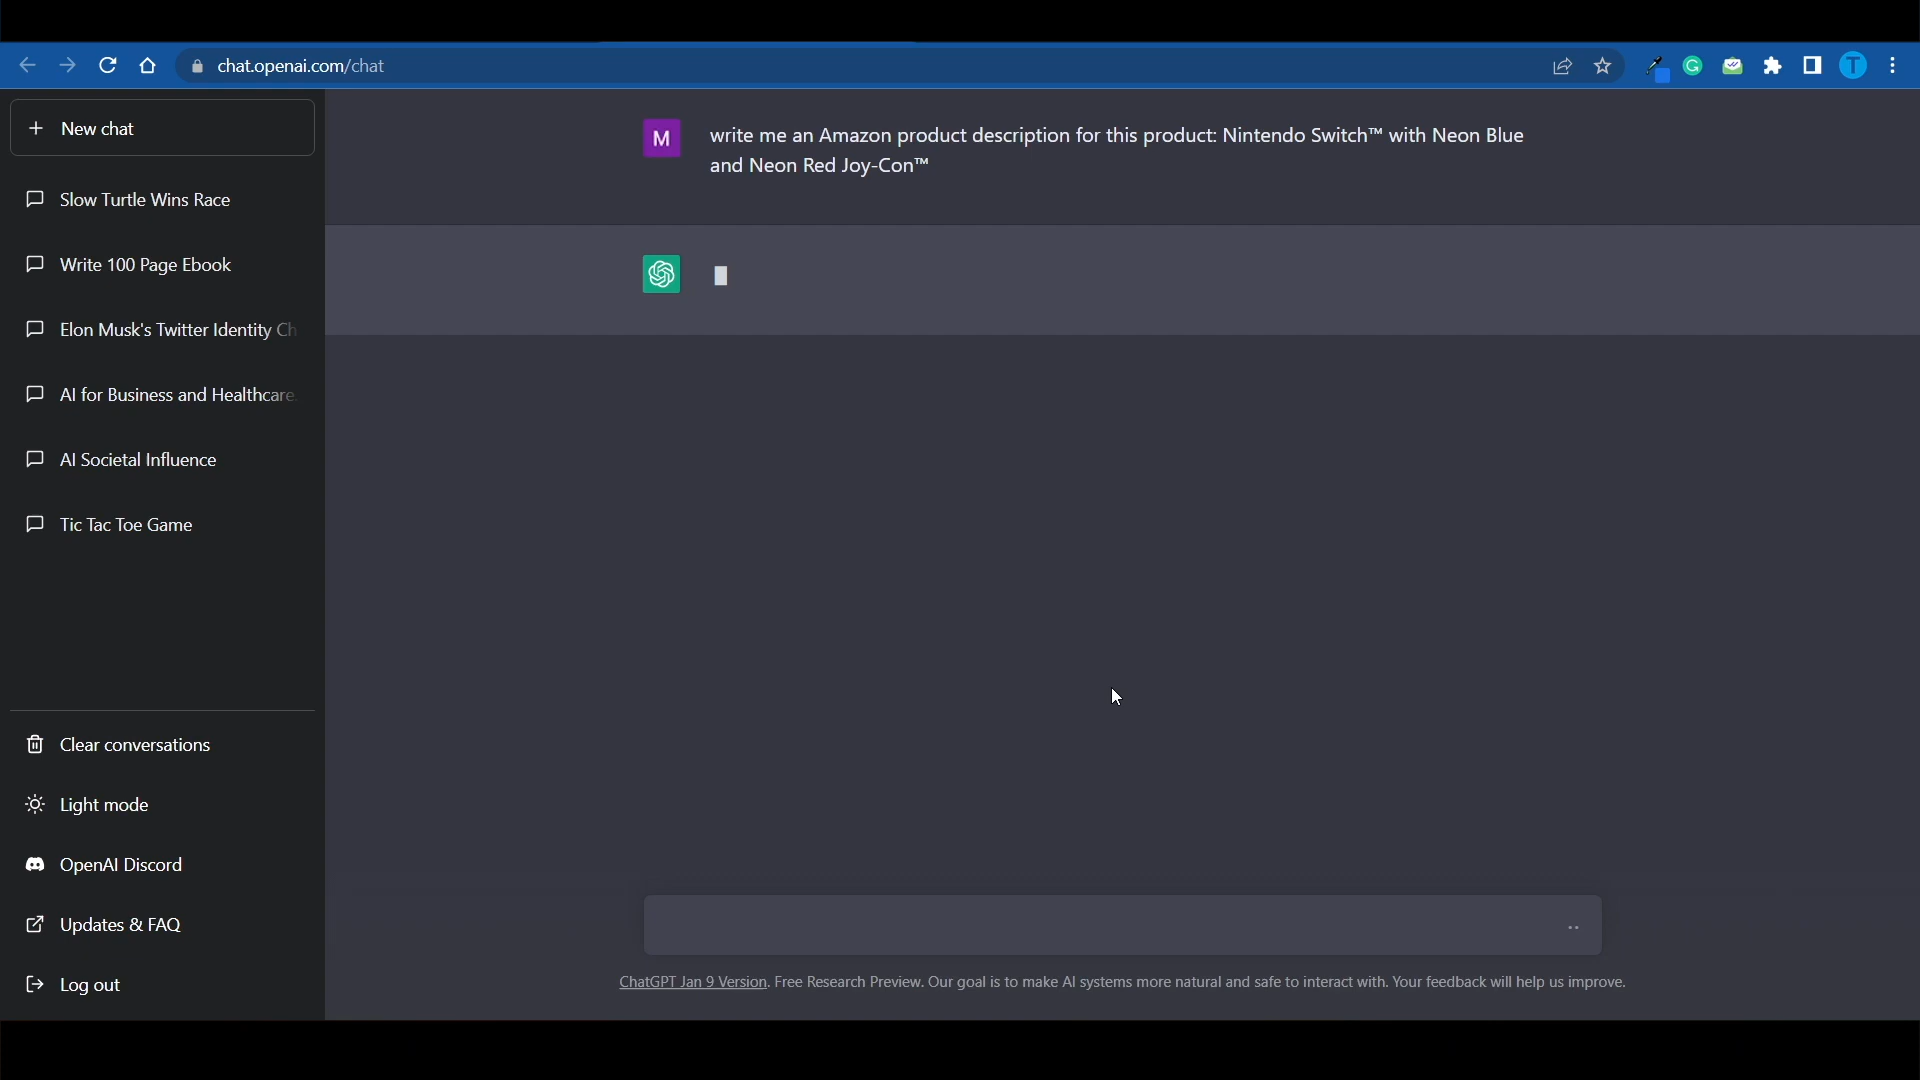 chat.openai.com/chat
T
New chat
Slow Turtle Wins Race
Write 100 Page Ebook
Elon Musk's Twitter Identity Ch
AI for Business and Healthcare.
AI Societal Influence
Tic Tac Toe Game
Clear conversations
Light mode
OpenAI Discord
Updates & FAQ
Log out
M
write me an Amazon product description for this product: Nintendo Switch™ with Neon Blue
and Neon Red Joy-Con™
ChatGPT Jan 9 Version. Free Research Preview. Our goal is to make AI systems more natural and safe to interact with. Your feedback will help us improve.